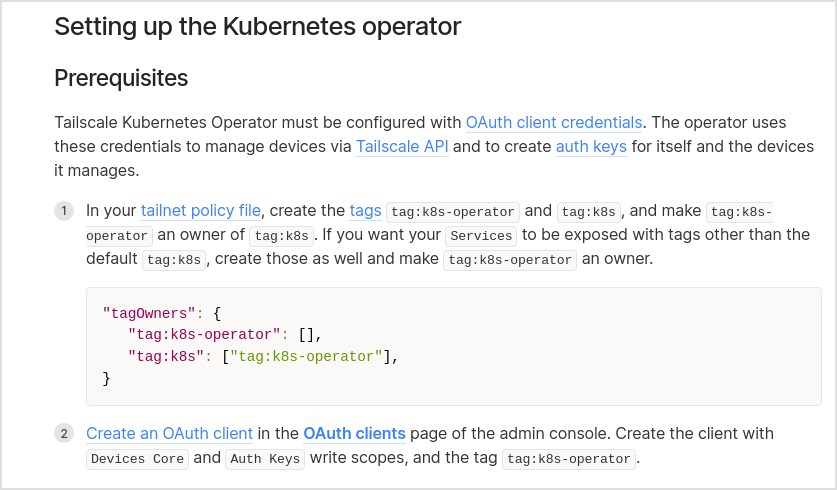 Setting up the Kubernetes operator
Prerequisites
Tailscale Kubernetes Operator must be configured with OAuth client credentials. The operator uses
these credentials to manage devices via Tailscale API and to create auth keys for itself and the devices
it manages.
1 In your tailnet policy file, create the tags tag:k8s-operator and tag:k8s, and make tag:k8s-
operator an owner of tag:k8s. If you want your Services to be exposed with tags other than the
default tag:k8s, create those as well and make tag:k8s-operator an owner.
"tagOwners": {
   "tag:k8s-operator": [],
   "tag:k8s": ["tag:k8s-operator"],
}
2 Create an OAuth client in the OAuth clients page of the admin console. Create the client with
Devices Core and Auth Keys write scopes, and the tag tag:k8s-operator.